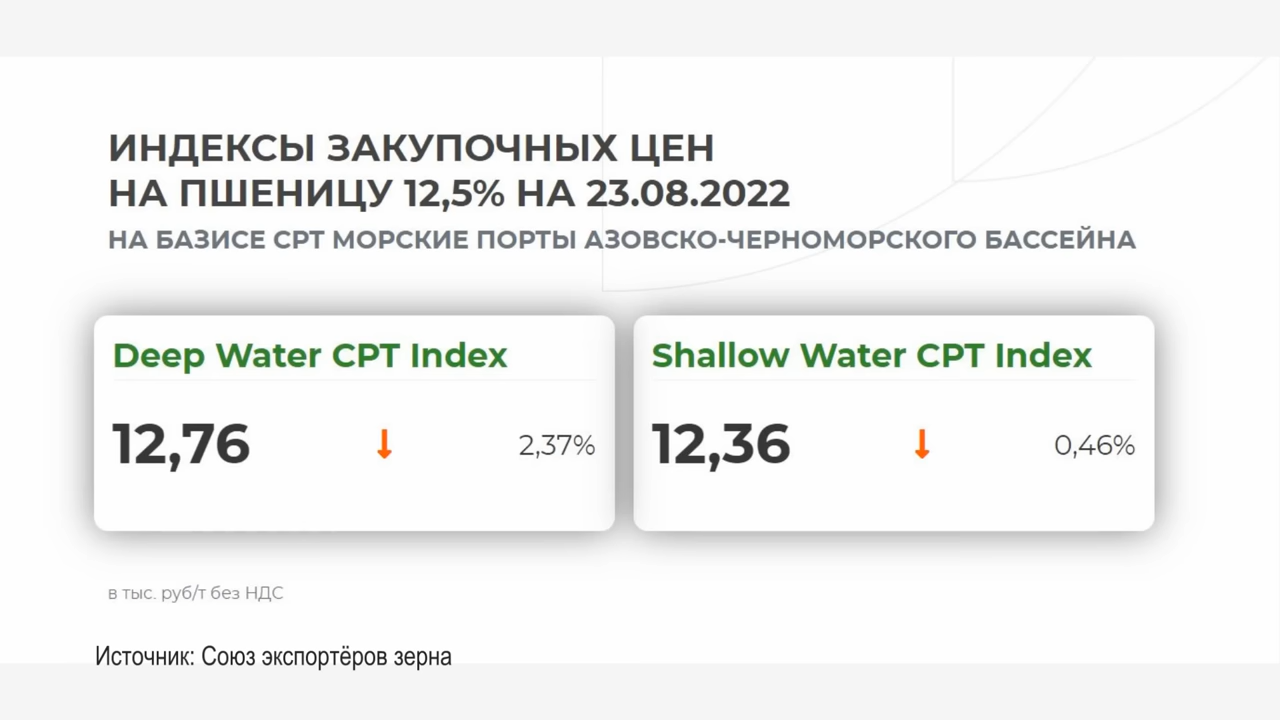 ИНДЕКСЫ ЗАКУПОЧНЫХ ЦЕН
НА ПШЕНИЦУ 12,5% НА 23.08.2022
НА БАЗИСЕ СРТ МОРСКИЕ ПОРТЫ АЗОВСКО-ЧЕРНОМОРСКОГО БАССЕЙНА
Deep Water CPT Index
12,76 ↓ 2,37%
Shallow Water CPT Index
12,36 ↓ 0,46%
в тыс. руб/т без НДС
Источник: Союз экспортёров зерна